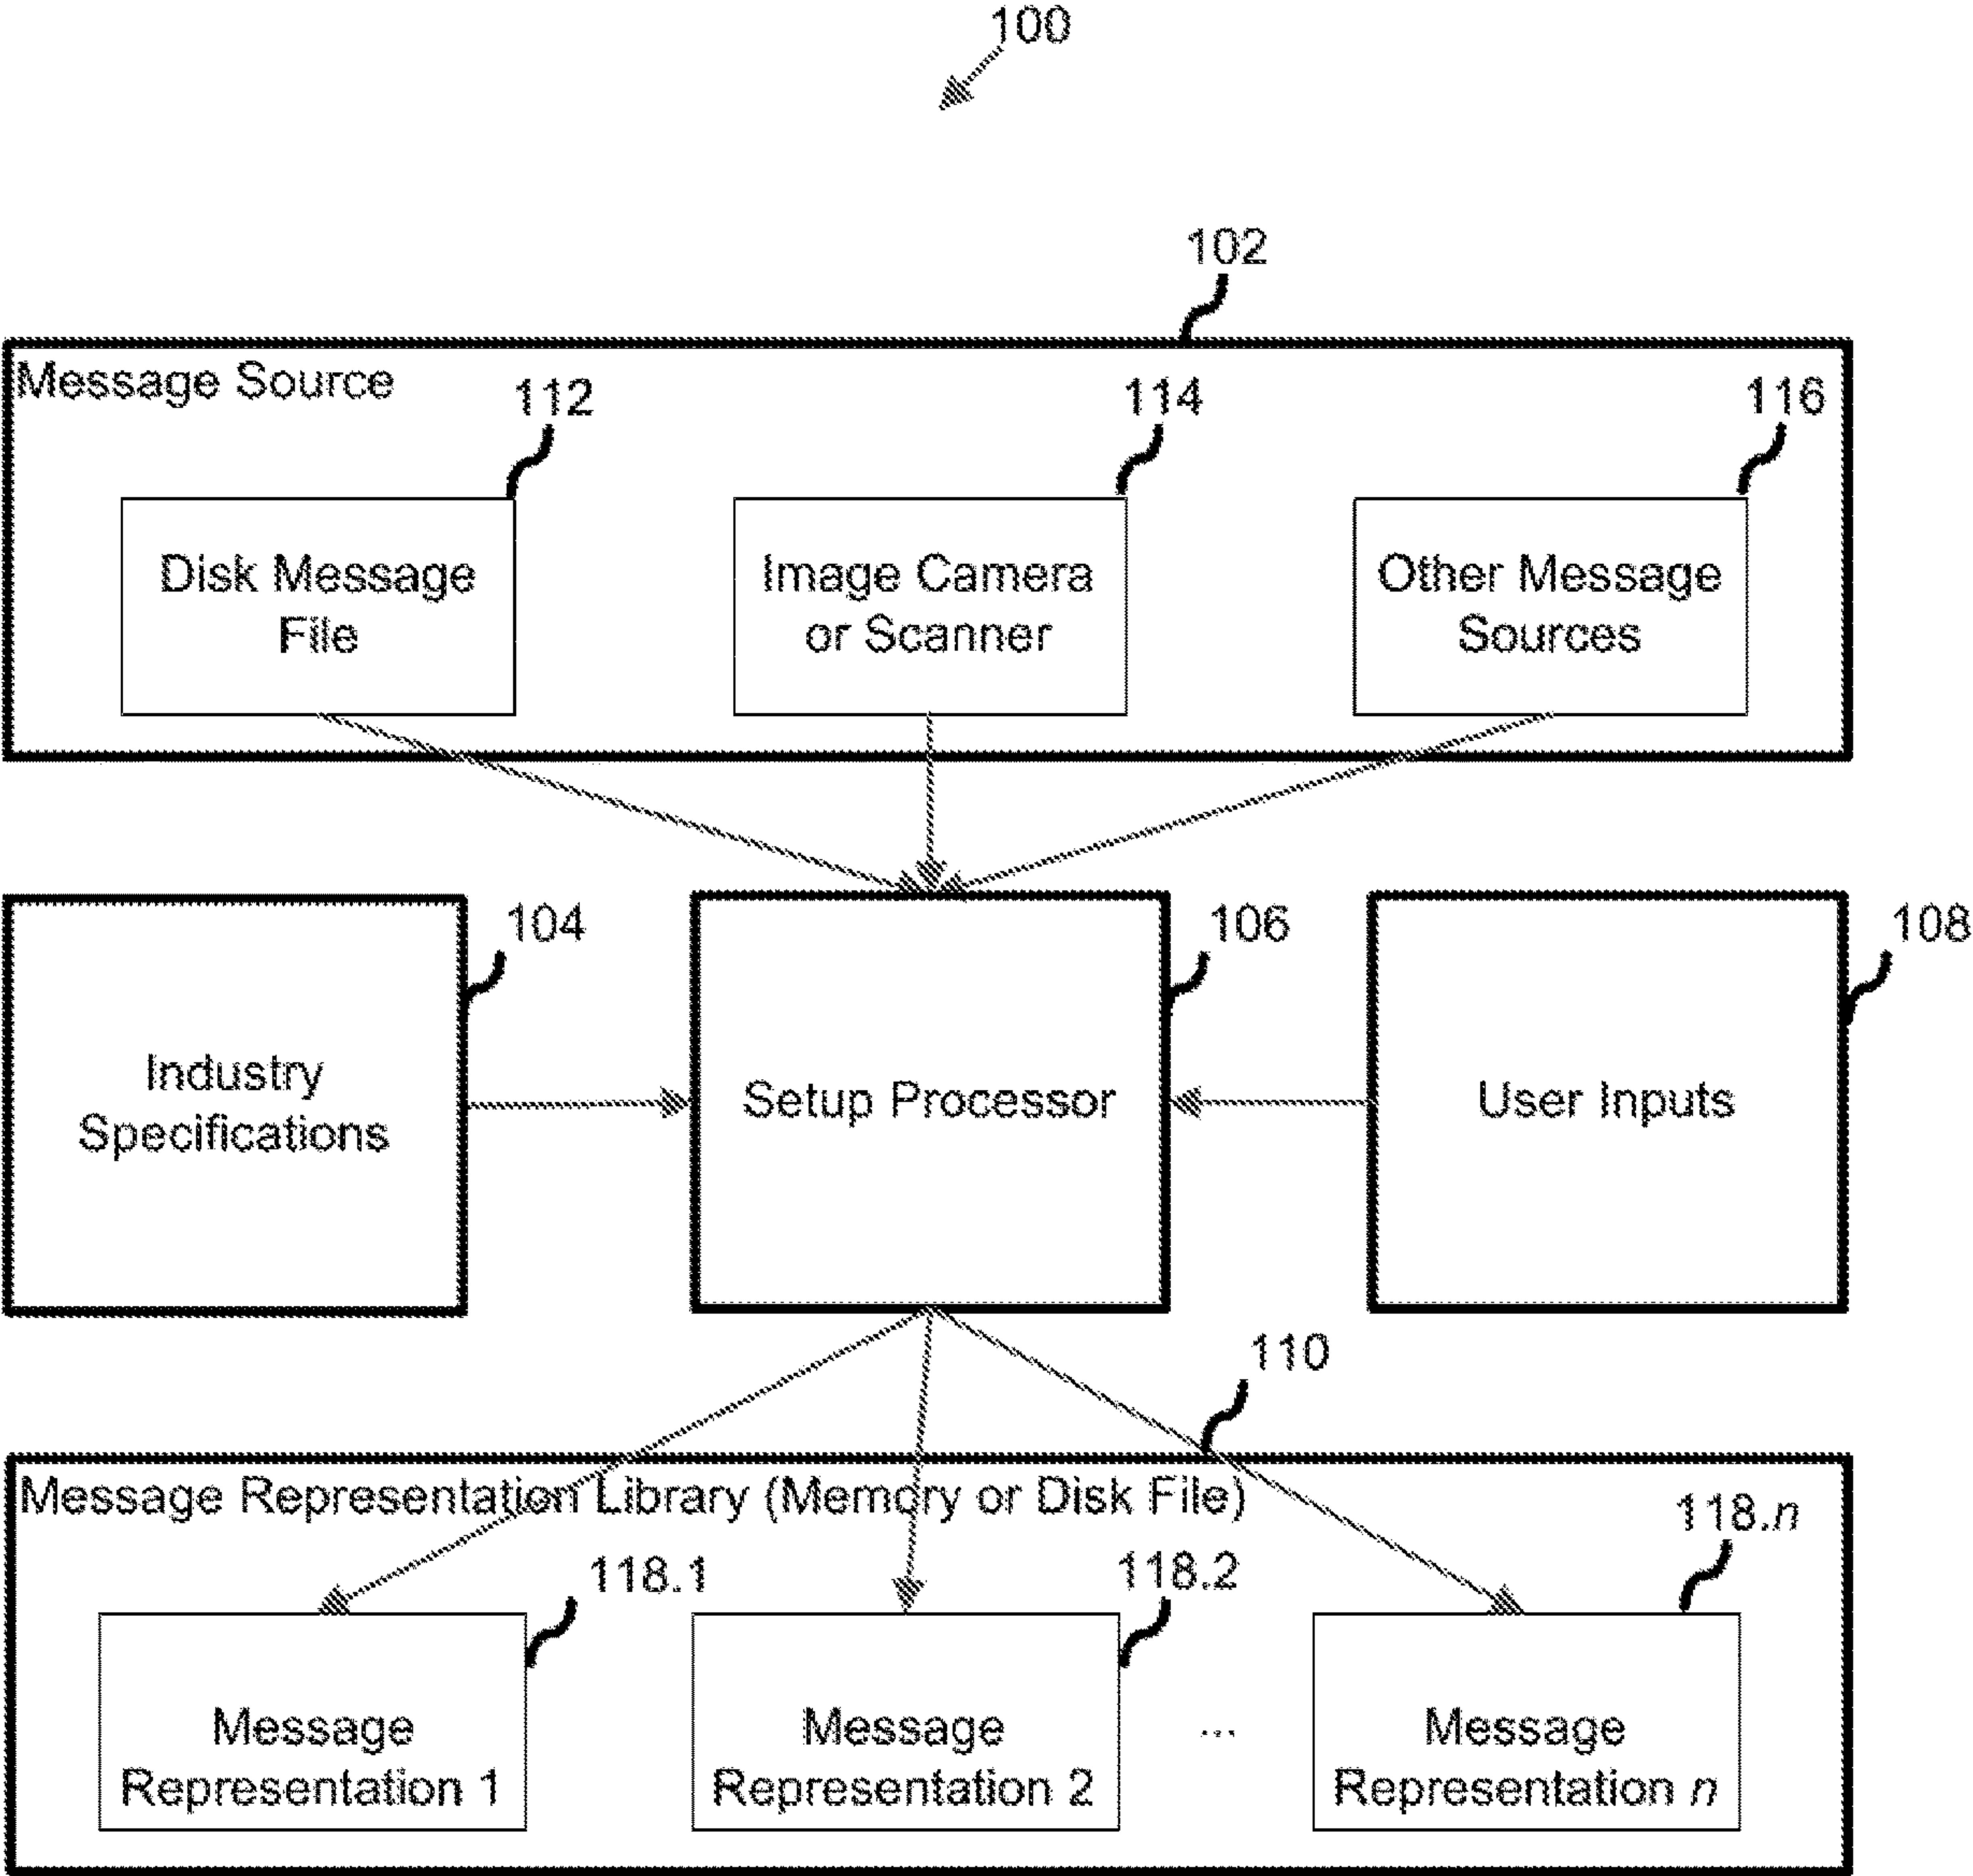 100
102
Message Source
112
114
116
Disk Message
File
Image Camera
or Scanner
Other Message
Sources
104
106
108
Industry
Specifications
Setup Processor
User Inputs
110
Message Representation Library (Memory or Disk File)
118.1
118.2
118.n
Message
Representation 1
Message
Representation 2
...
Message
Representation n